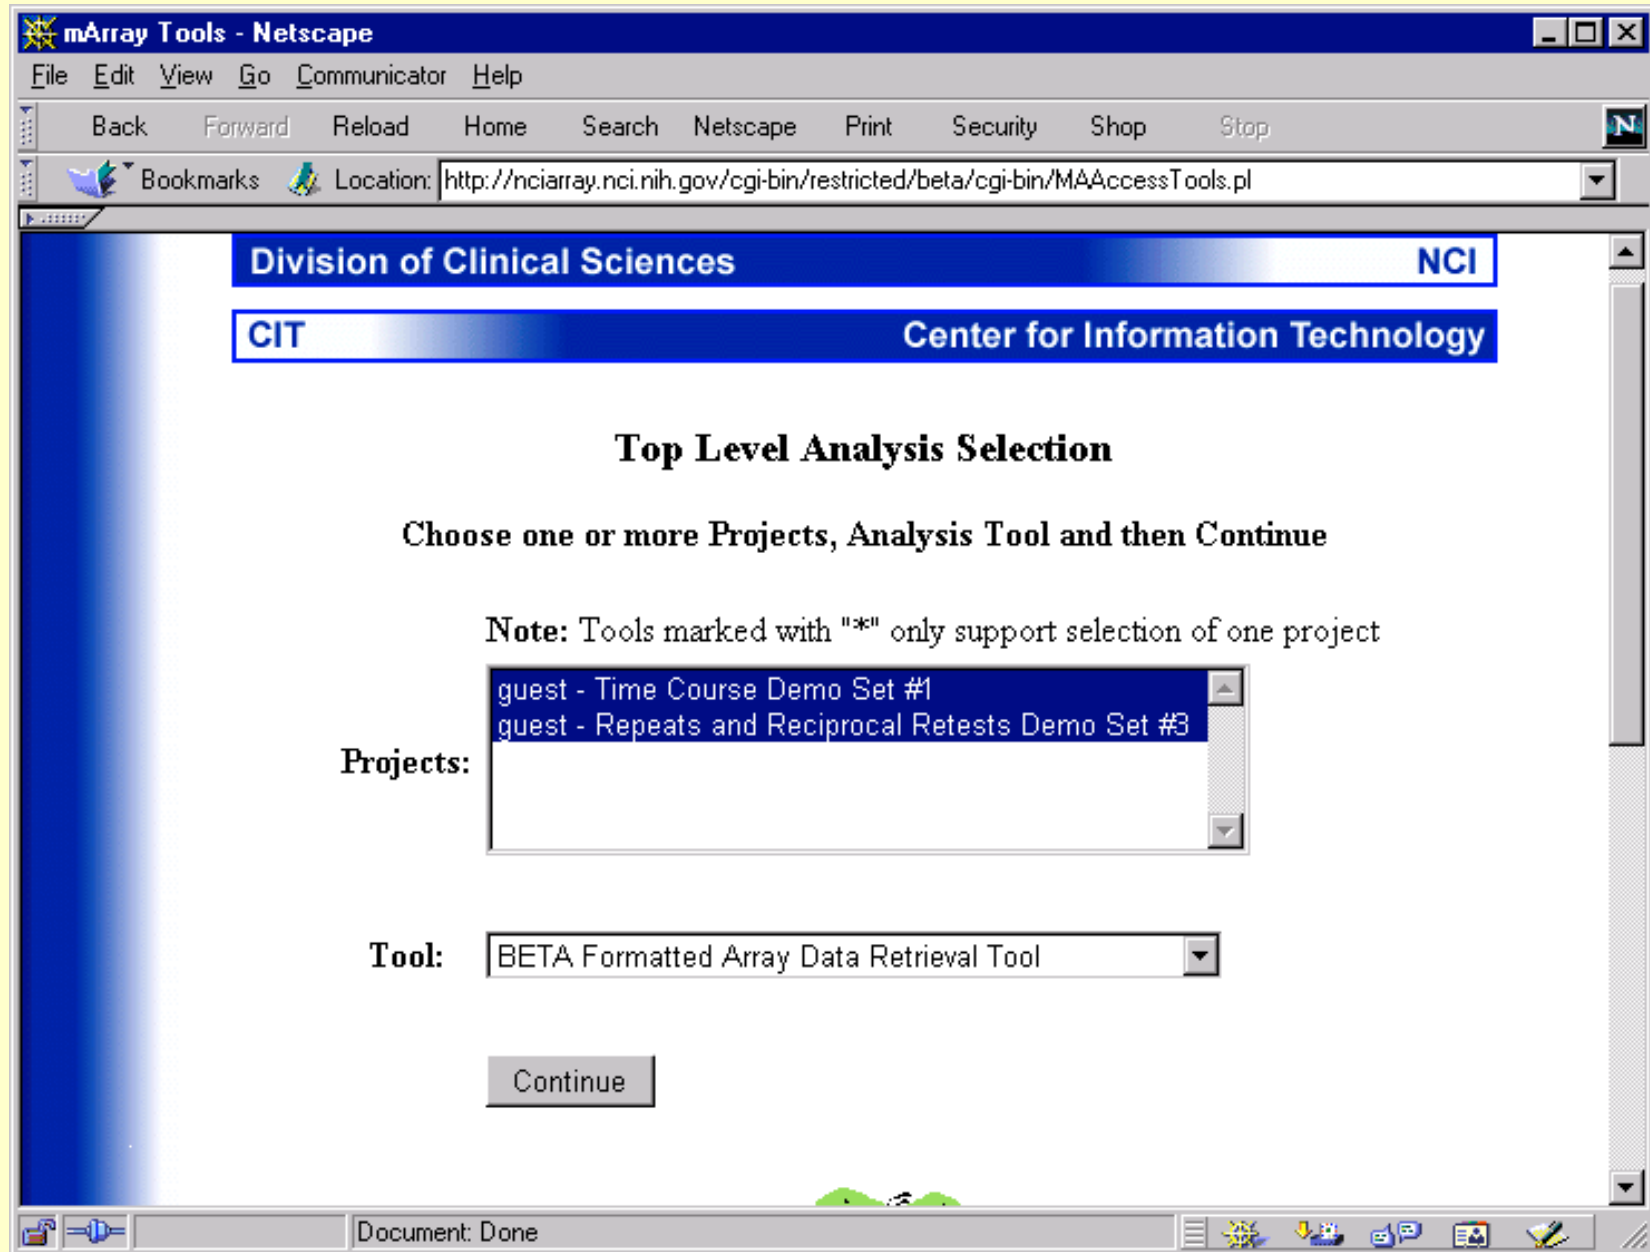 mArray Tools - Netscape
File Edit View Go Communicator Help
Back Forward Reload Home Search Netscape Print Security Shop Stop
N
Bookmarks Location: http://nciarray.nci.nih.gov/cgi-bin/restricted/beta/cgi-bin/MAAccessTools.pl
Division of Clinical Sciences NCI
CIT Center for Information Technology
Top Level Analysis Selection
Choose one or more Projects, Analysis Tool and then Continue
Note: Tools marked with "*" only support selection of one project
guest - Time Course Demo Set #1
guest - Repeats and Reciprocal Retests Demo Set #3
Projects:
Tool: BETA Formatted Array Data Retrieval Tool
Continue
Document: Done